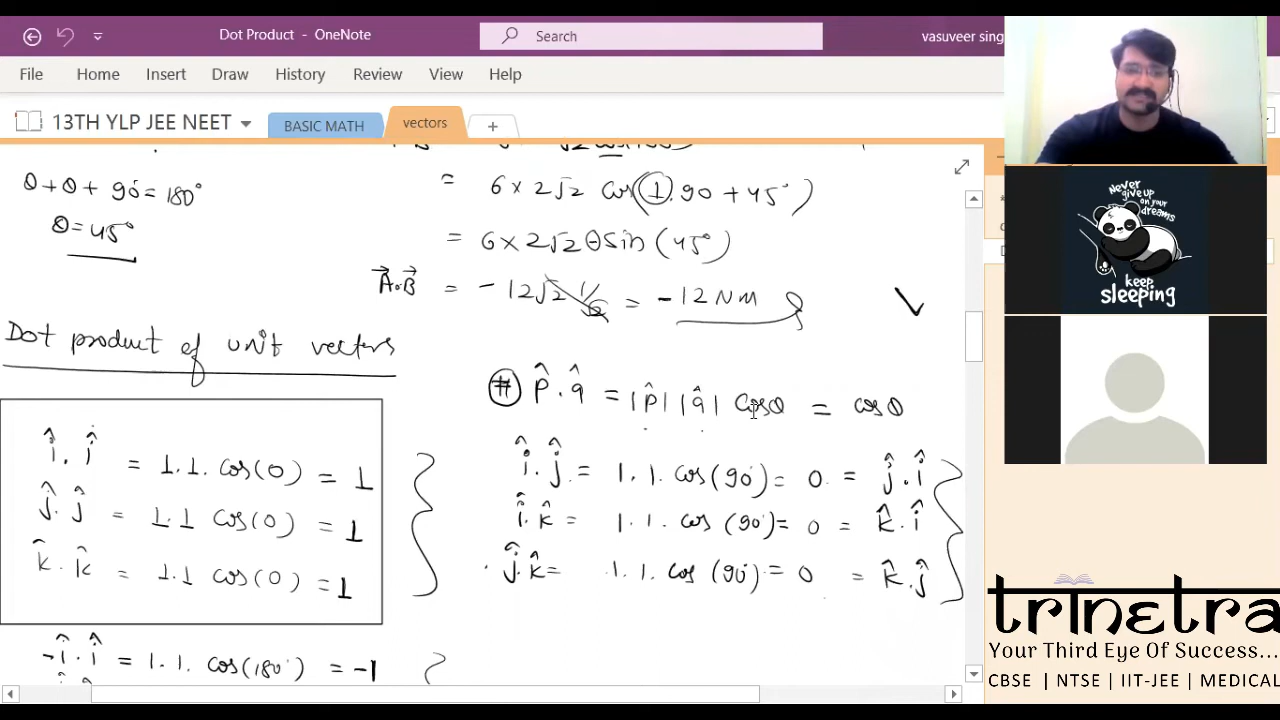 Dot Product - OneNote
Search
vasuveer sing
File Home Insert Draw History Review View Help
13TH YLP JEE NEET
BASIC MATH
vectors
θ + θ + 90° = 180°
θ = 45°
= 6 × 2√2 cos(1.90 + 45°)
= 6 × 2√2 θ sin (45°)
A⃗.B⃗ = - 12√2 1/√2 = - 12 Nm
Dot product of unit vectors
î . î = 1.1. cos(0) = 1
ĵ . ĵ = 1.1 cos(0) = 1
k̂ . k̂ = 1.1 cos(0) = 1
-î . î = 1.1. cos(180°) = -1
# p̂ . q̂ = |p̂| |q̂| cosθ = cosθ
î . ĵ = 1.1. cos(90°) = 0 = ĵ . î
î . k̂ = 1.1. cos(90°) = 0 = k̂ . î
ĵ . k̂ = 1.1. cos(90°) = 0 = k̂ . ĵ
Never
give up
on your
dreams
keep
sleeping
trinetra
Your Third Eye Of Success...
CBSE | NTSE | IIT-JEE | MEDICAL